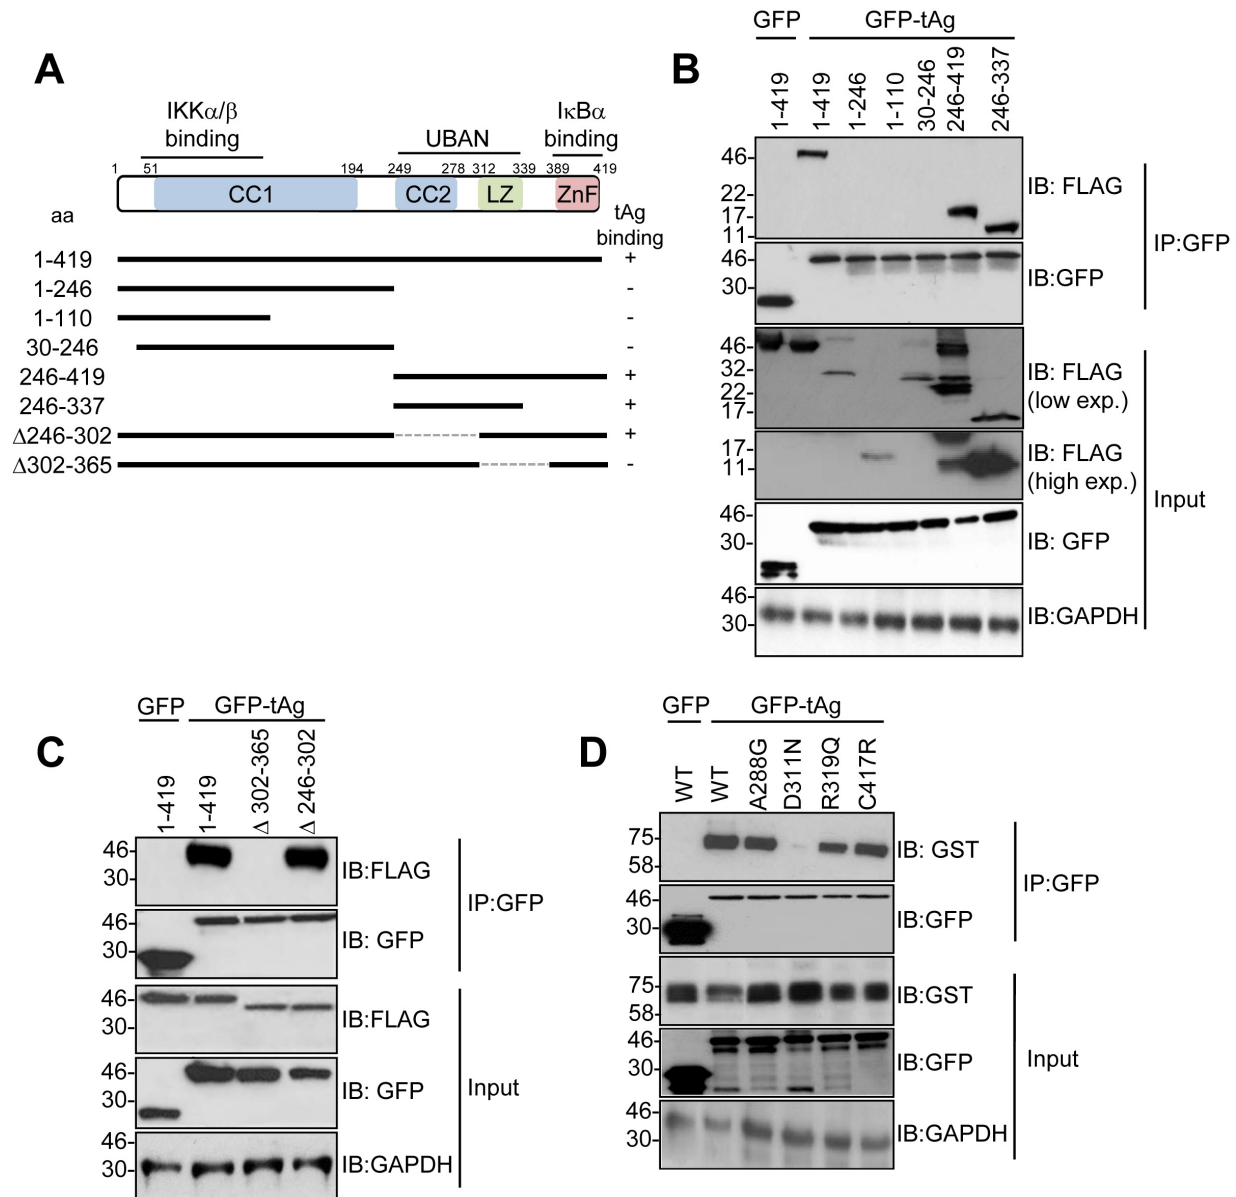 A
IKKα/β
binding
UBAN
IκBα
binding
1 51 194 249 278 312 339 389 419
CC1 CC2 LZ ZnF
aa
tAg
binding
1-419 +
1-246 -
1-110 -
30-246 -
246-419 +
246-337 +
Δ246-302 +
Δ302-365 -
B
GFP GFP-tAg
1-419 1-419 1-246 1-110 30-246 246-419 246-337
46-
22-
17-
11-
IB: FLAG
46-
30-
IB:GFP
IP:GFP
46-
32-
22-
17-
IB: FLAG
(low exp.)
17-
11-
IB: FLAG
(high exp.)
46-
30-
IB: GFP
46-
30-
IB:GAPDH
Input
C
GFP GFP-tAg
1-419 1-419 Δ 302-365 Δ 246-302
46-
30-
IB:FLAG
46-
30-
IB: GFP
IP:GFP
46-
30-
IB:FLAG
46-
30-
IB: GFP
46-
30-
IB:GAPDH
Input
D
GFP GFP-tAg
WT WT A288G D311N R319Q C417R
75-
58-
IB: GST
46-
30-
IB:GFP
IP:GFP
75-
58-
IB:GST
46-
30-
IB:GFP
46-
30-
IB:GAPDH
Input